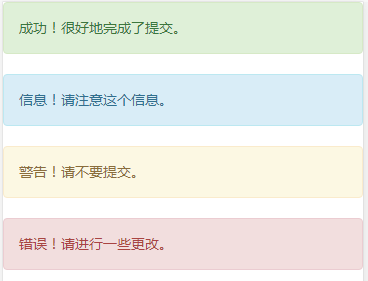 成功！很好地完成了提交。
信息！请注意这个信息。
警告！请不要提交。
错误！请进行一些更改。